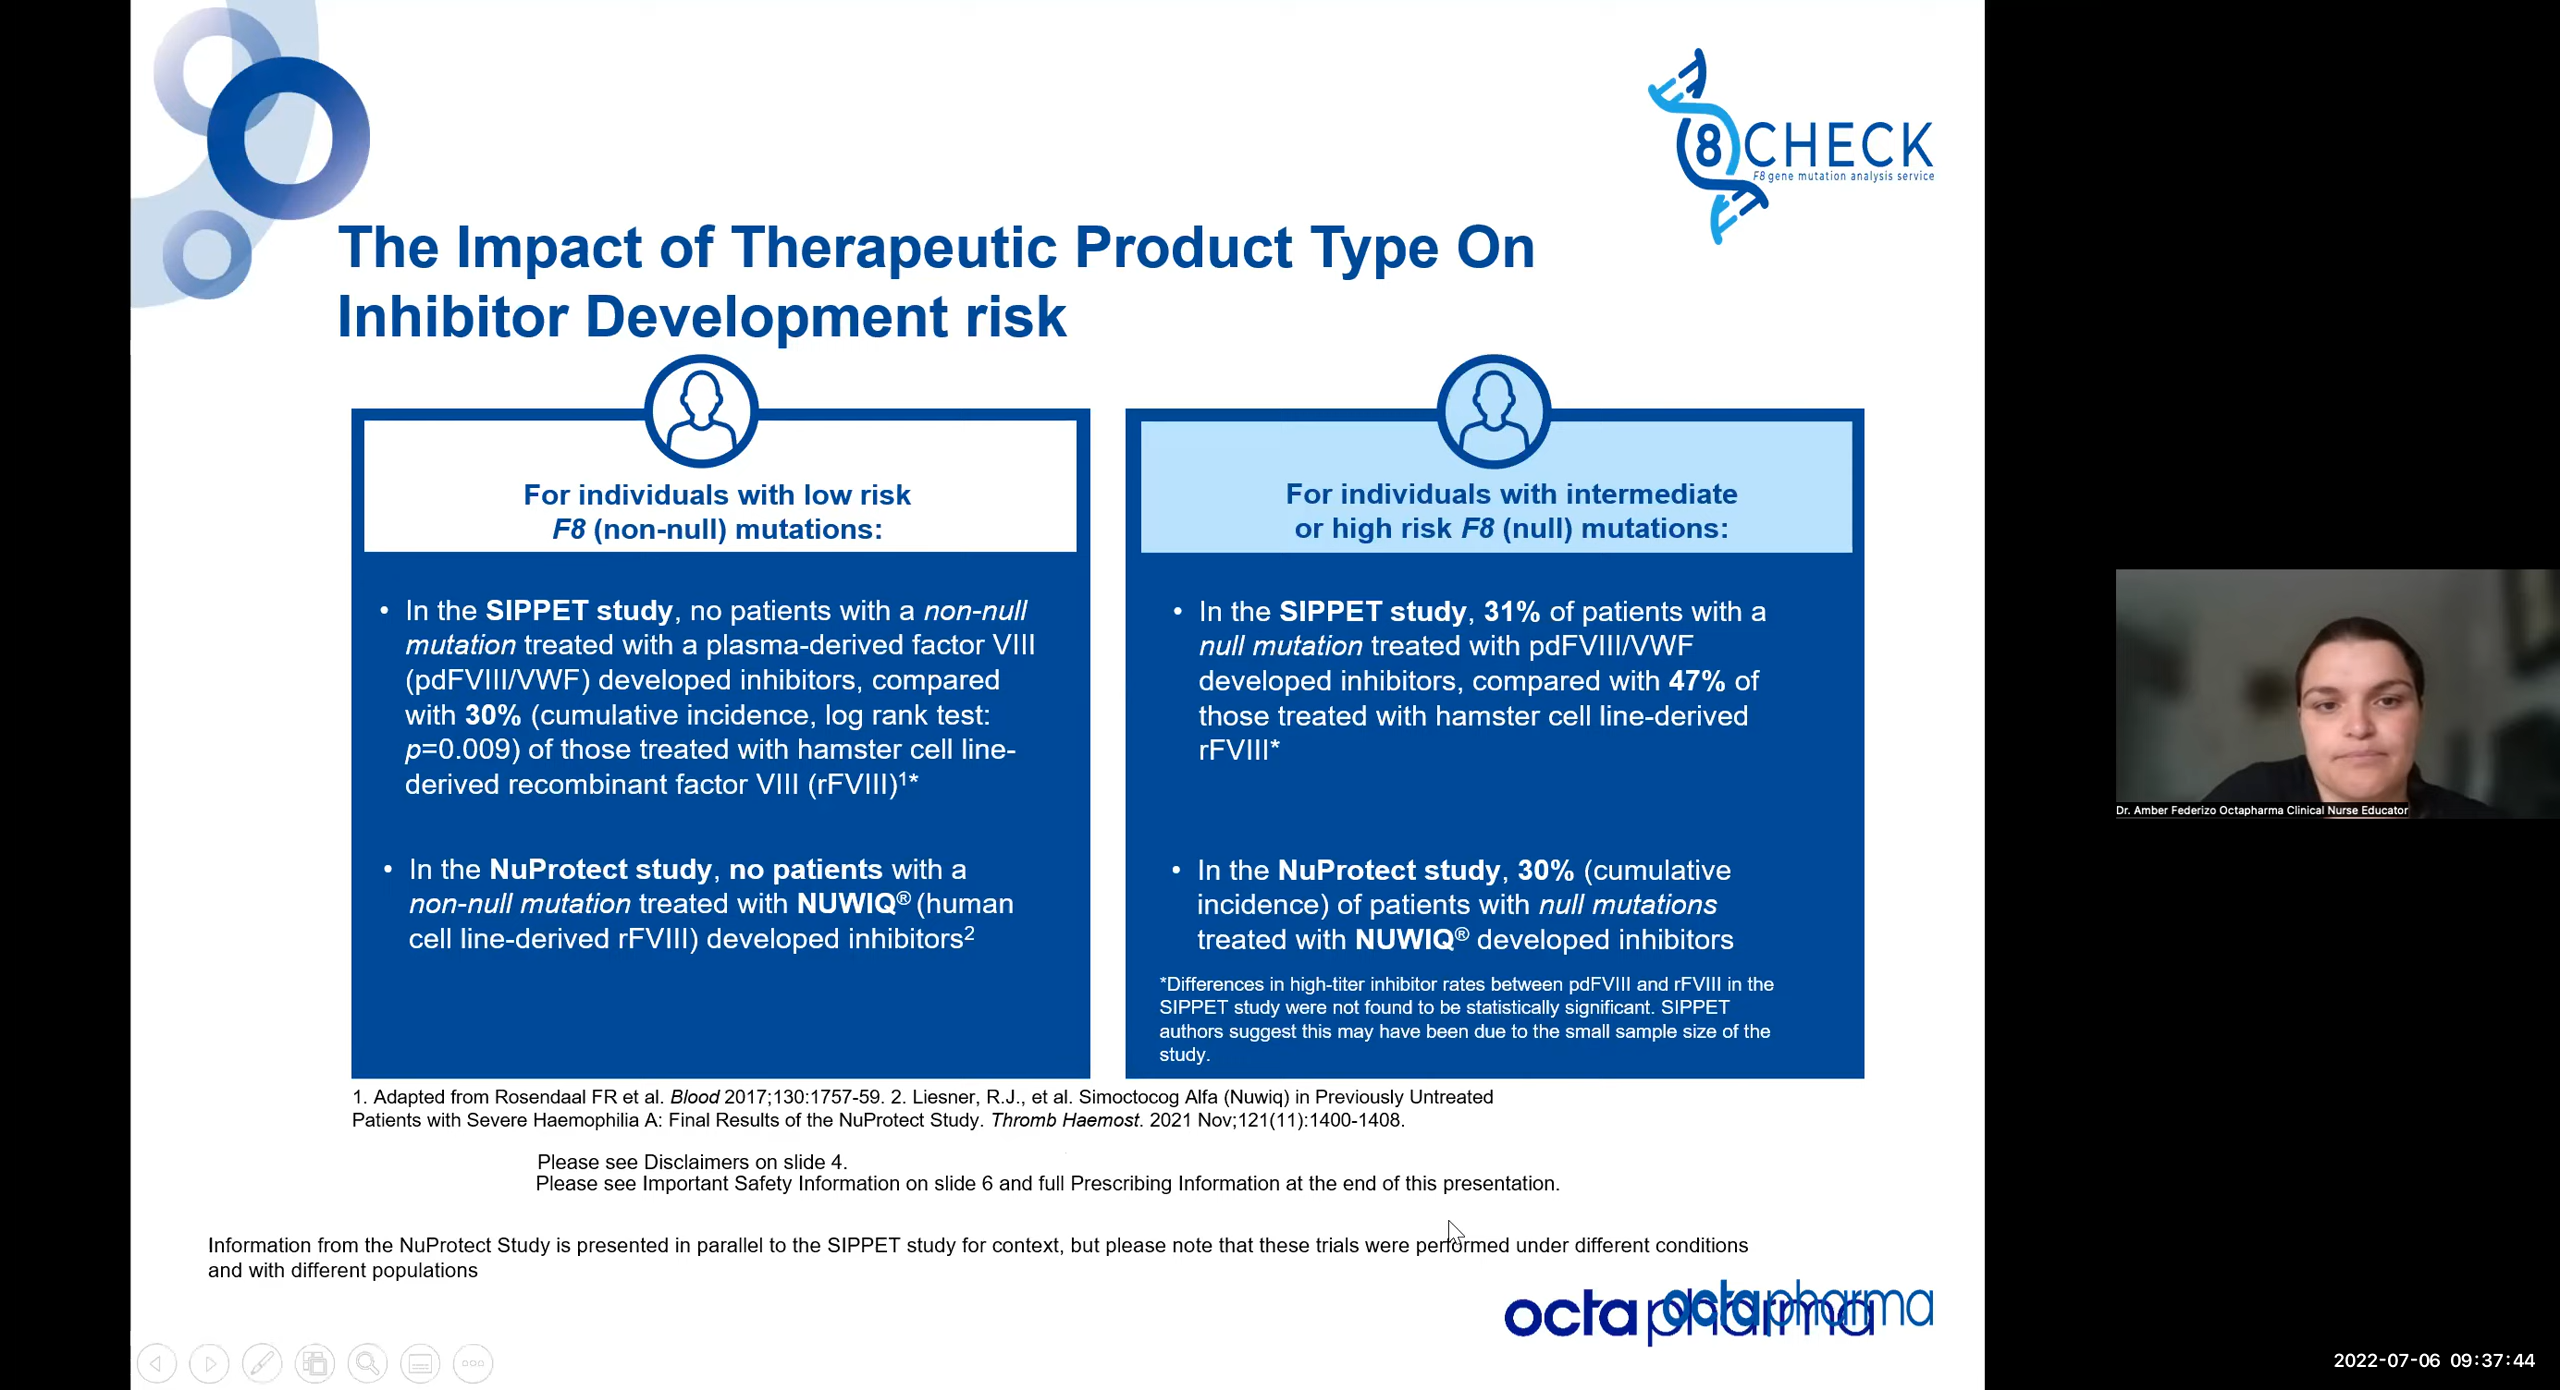 8CHECK
F8 gene mutation analysis service
The Impact of Therapeutic Product Type On
Inhibitor Development risk
For individuals with low risk
F8 (non-null) mutations:
• In the SIPPET study, no patients with a non-null
mutation treated with a plasma-derived factor VIII
(pdFVIII/VWF) developed inhibitors, compared
with 30% (cumulative incidence, log rank test:
p=0.009) of those treated with hamster cell line-
derived recombinant factor VIII (rFVIII)1*
• In the NuProtect study, no patients with a
non-null mutation treated with NUWIQ® (human
cell line-derived rFVIII) developed inhibitors2
For individuals with intermediate
or high risk F8 (null) mutations:
• In the SIPPET study, 31% of patients with a
null mutation treated with pdFVIII/VWF
developed inhibitors, compared with 47% of
those treated with hamster cell line-derived
rFVIII*
• In the NuProtect study, 30% (cumulative
incidence) of patients with null mutations
treated with NUWIQ® developed inhibitors
*Differences in high-titer inhibitor rates between pdFVIII and rFVIII in the
SIPPET study were not found to be statistically significant. SIPPET
authors suggest this may have been due to the small sample size of the
study.
1. Adapted from Rosendaal FR et al. Blood 2017;130:1757-59. 2. Liesner, R.J., et al. Simoctocog Alfa (Nuwiq) in Previously Untreated
Patients with Severe Haemophilia A: Final Results of the NuProtect Study. Thromb Haemost. 2021 Nov;121(11):1400-1408.
Please see Disclaimers on slide 4.
Please see Important Safety Information on slide 6 and full Prescribing Information at the end of this presentation.
Information from the NuProtect Study is presented in parallel to the SIPPET study for context, but please note that these trials were performed under different conditions
and with different populations
octapharma
octapharma
Dr. Amber Federizo Octapharma Clinical Nurse Educator
2022-07-06 09:37:44